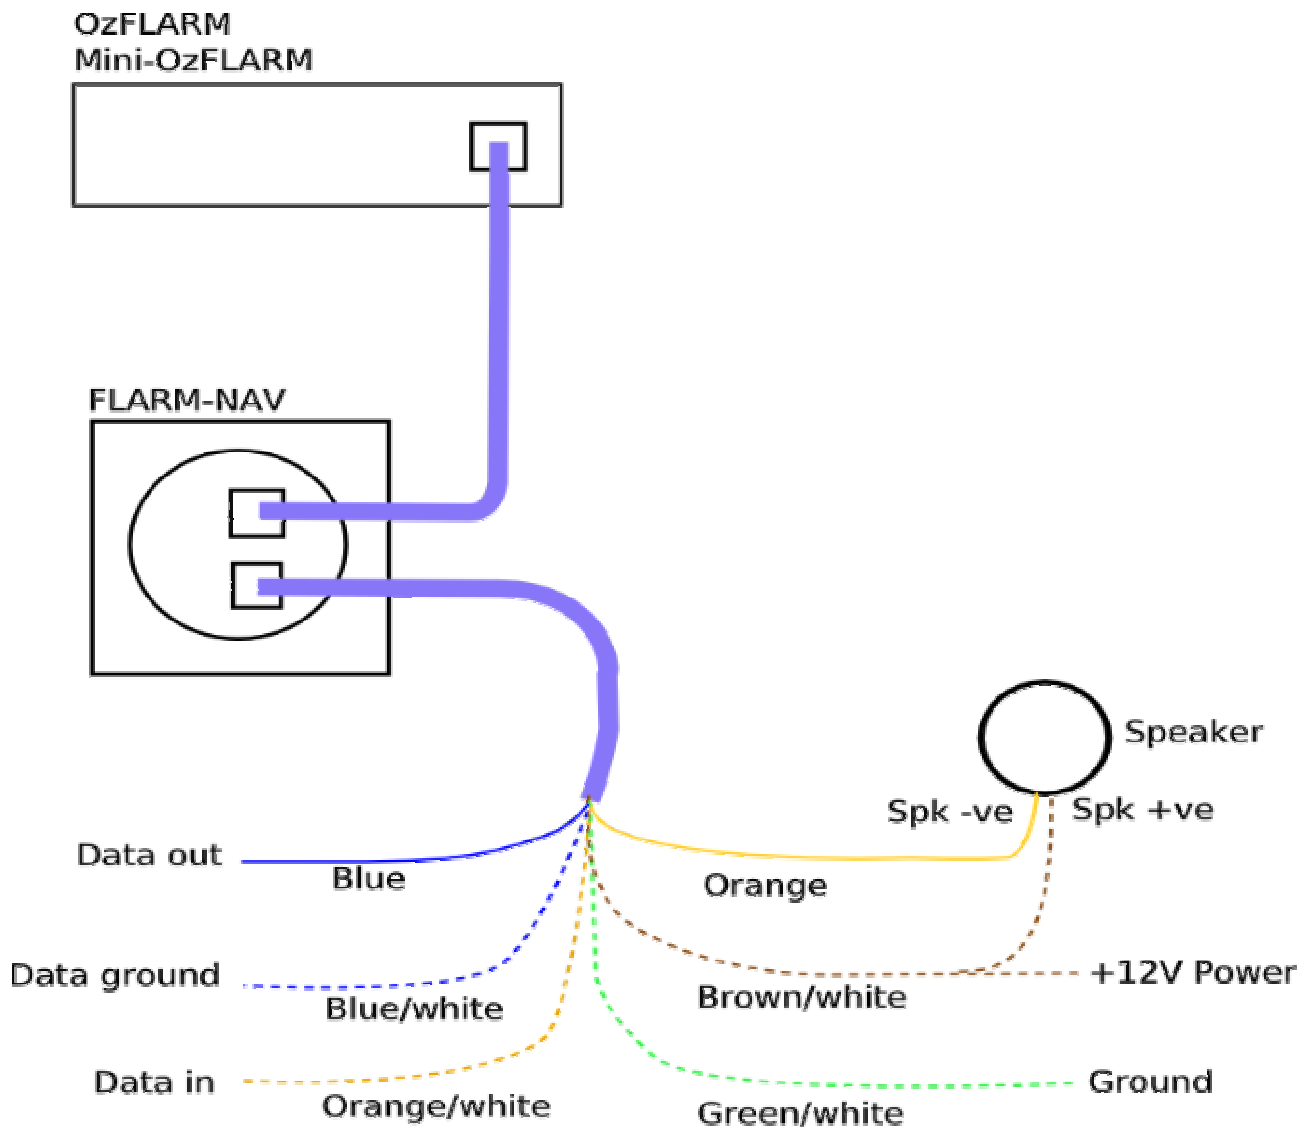 OzFLARM
Mini-OzFLARM
FLARM-NAV
Speaker
Spk -ve
Spk +ve
Data out
Blue
Orange
Data ground
Blue/white
Brown/white
+12V Power
Data in
Orange/white
Green/white
Ground